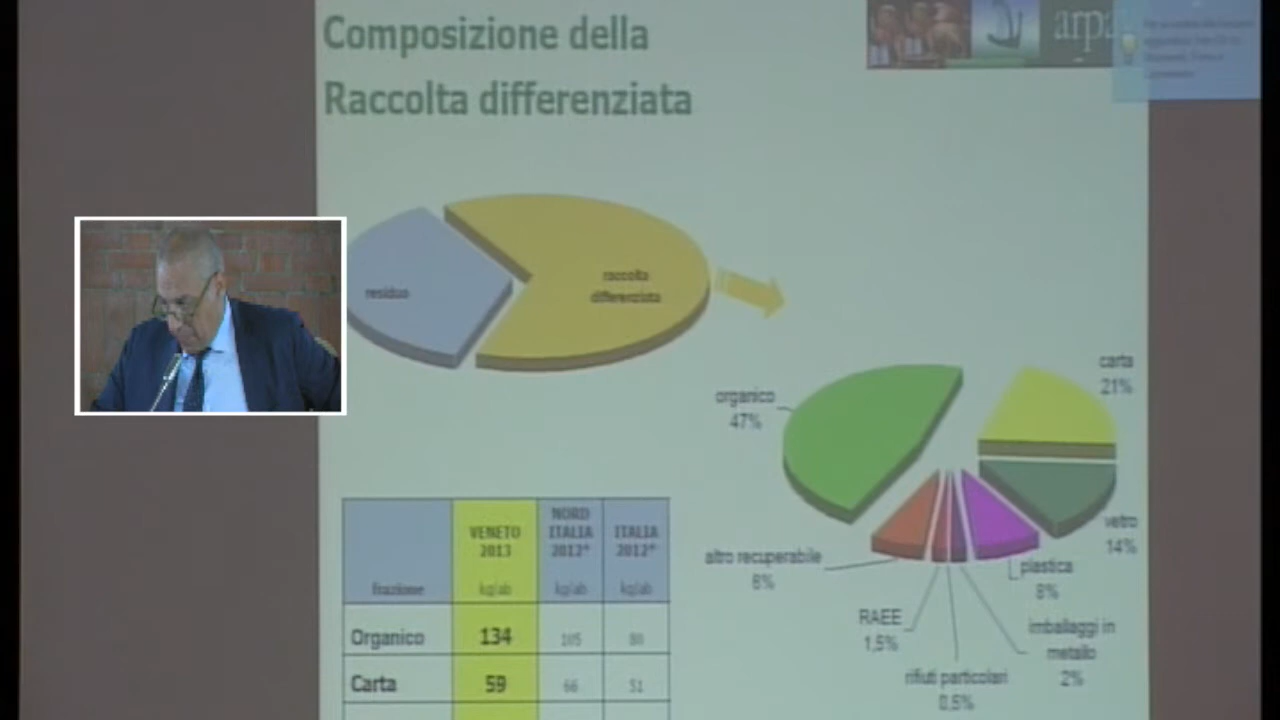 Composizione della
Raccolta differenziata
arpa
residuo
raccolta
differenziata
carta
21%
organico
47%
vetro
14%
altro recuperabile
6%
plastica
8%
RAEE
1,5%
imballaggi in
metallo
2%
rifiuti particolari
0,5%
frazione
VENETO
2013
kg/ab
NORD
ITALIA
2012*
kg/ab
ITALIA
2012*
kg/ab
Organico 134 105 80
Carta 59 66 51